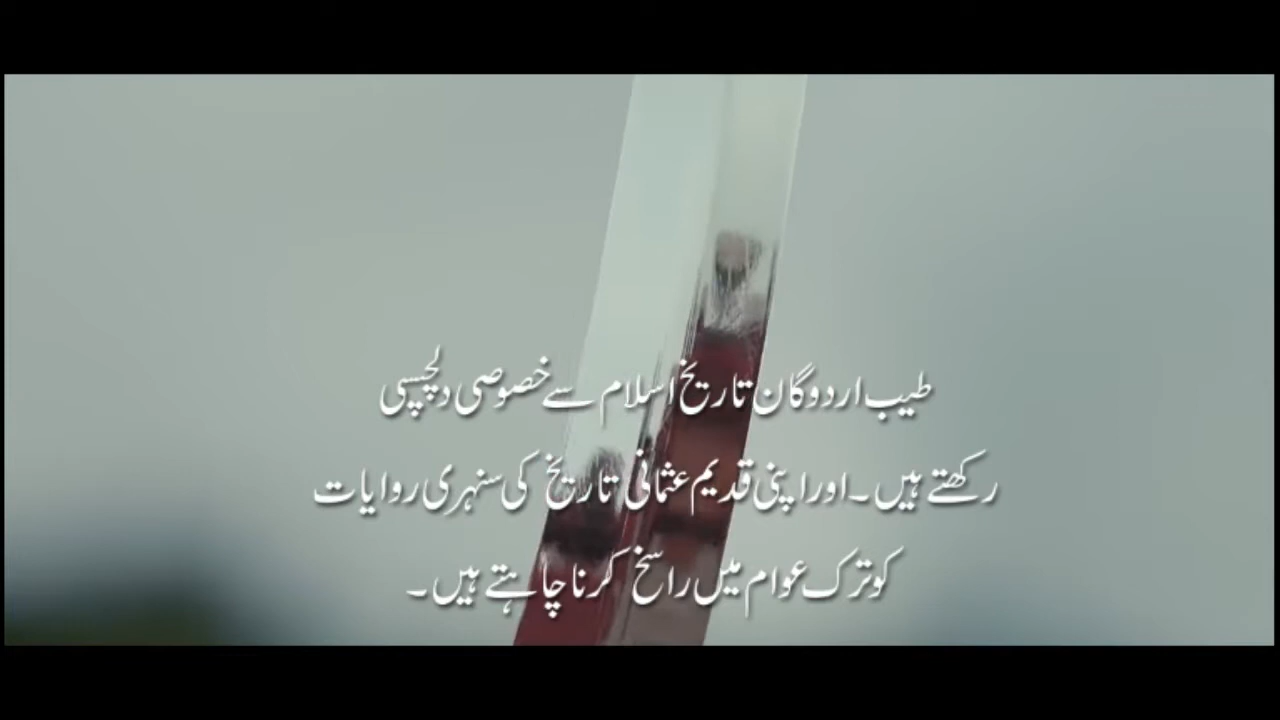 طیب اردوگان تاریخ اسلام سے خصوصی دلچسپی
رکھتے ہیں۔ اور اپنی قدیم عثمانی تاریخ کی سنہری روایات
کو ترک عوام میں راسخ کرنا چاہتے ہیں۔